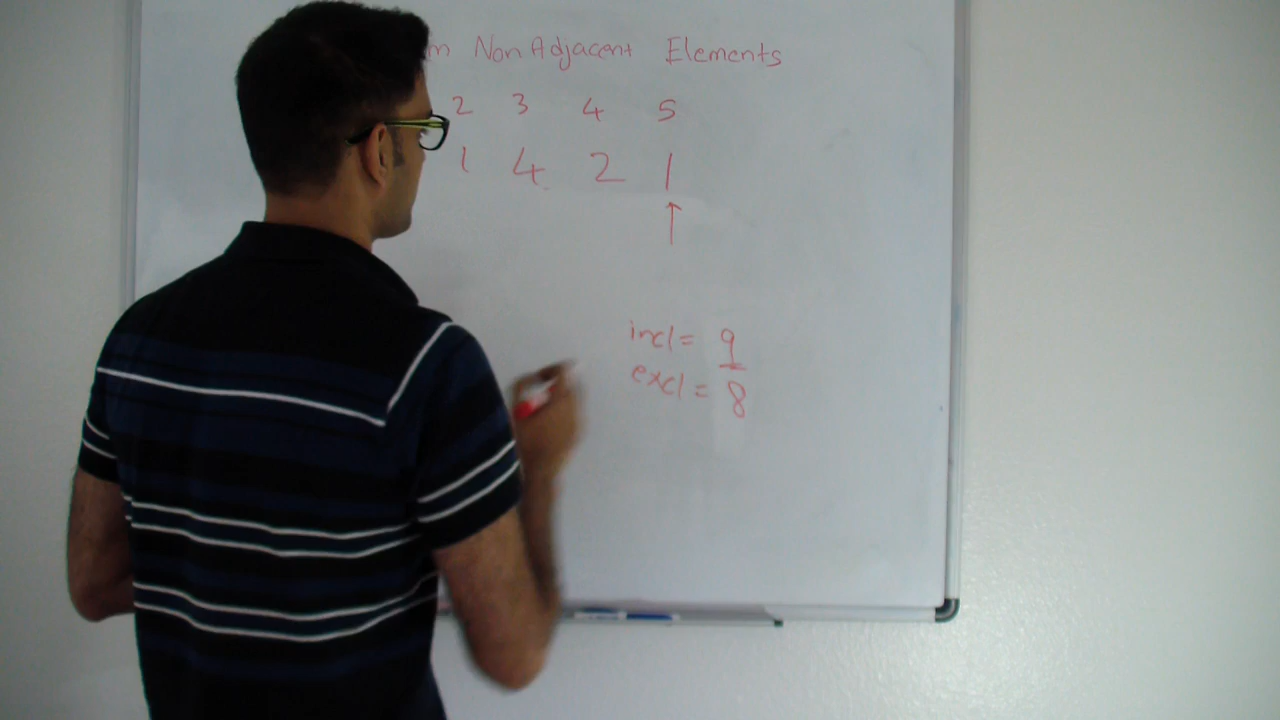 Non Adjacent Elements
2 3 4 5
1 4 2 1
incl = 9
excl = 8